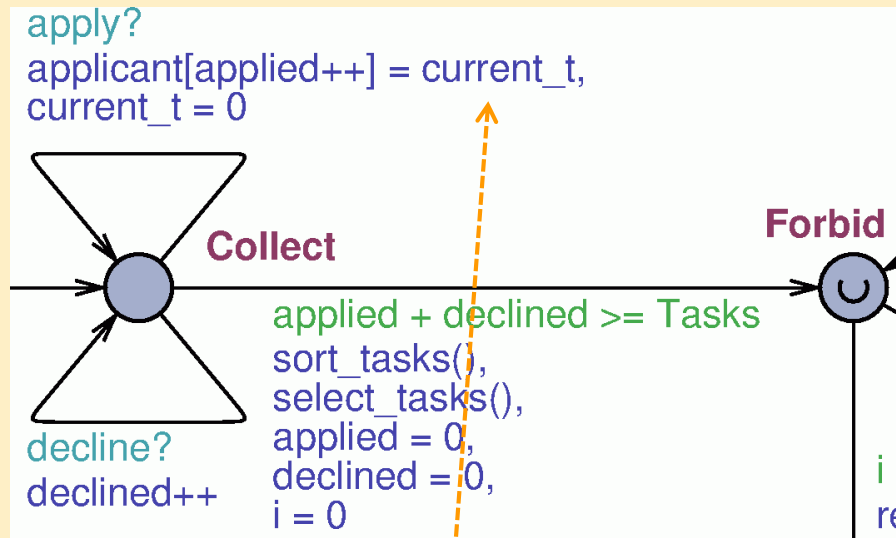 apply?
applicant[applied++] = current_t,
current_t = 0
Collect
Forbid
applied + declined >= Tasks
sort_tasks(),
select_tasks(),
applied = 0,
declined = 0,
i = 0
decline?
declined++
i
re